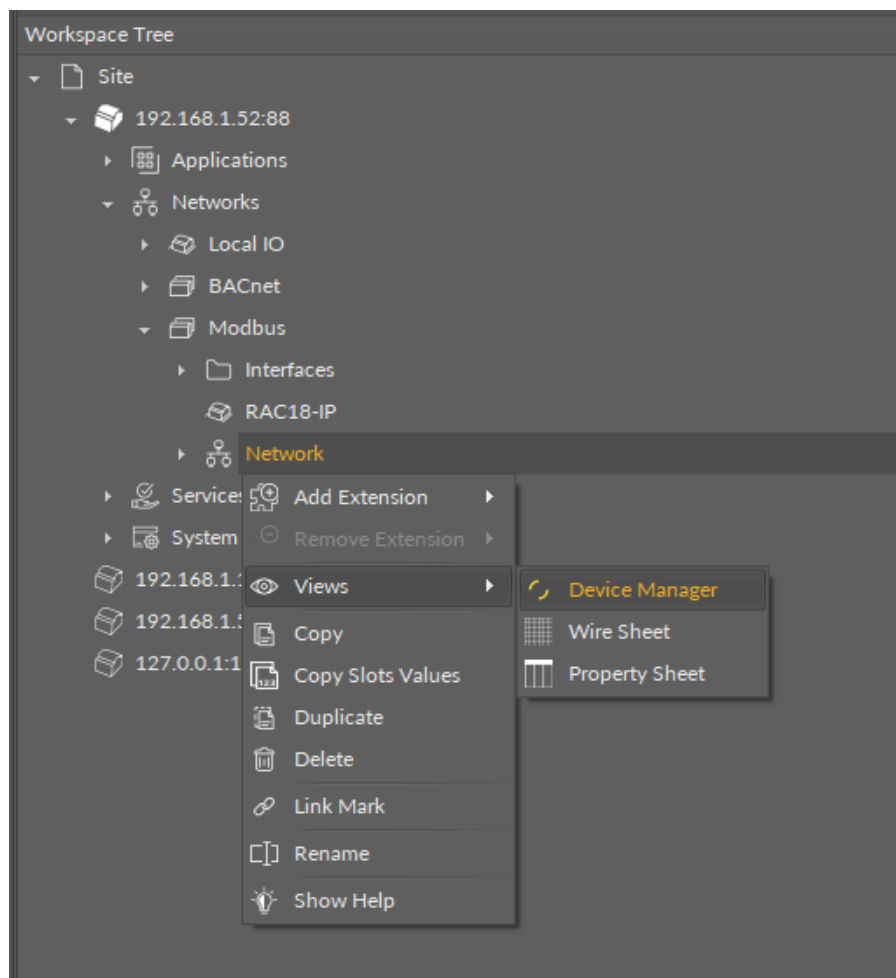 Workspace Tree
Site
192.168.1.52:88
Applications
Networks
Local IO
BACnet
Modbus
Interfaces
RAC18-IP
Network
Services
System
192.168.1.
192.168.1.
127.0.0.1:1
Add Extension
Remove Extension
Views
Copy
Copy Slots Values
Duplicate
Delete
Link Mark
Rename
Show Help
Device Manager
Wire Sheet
Property Sheet